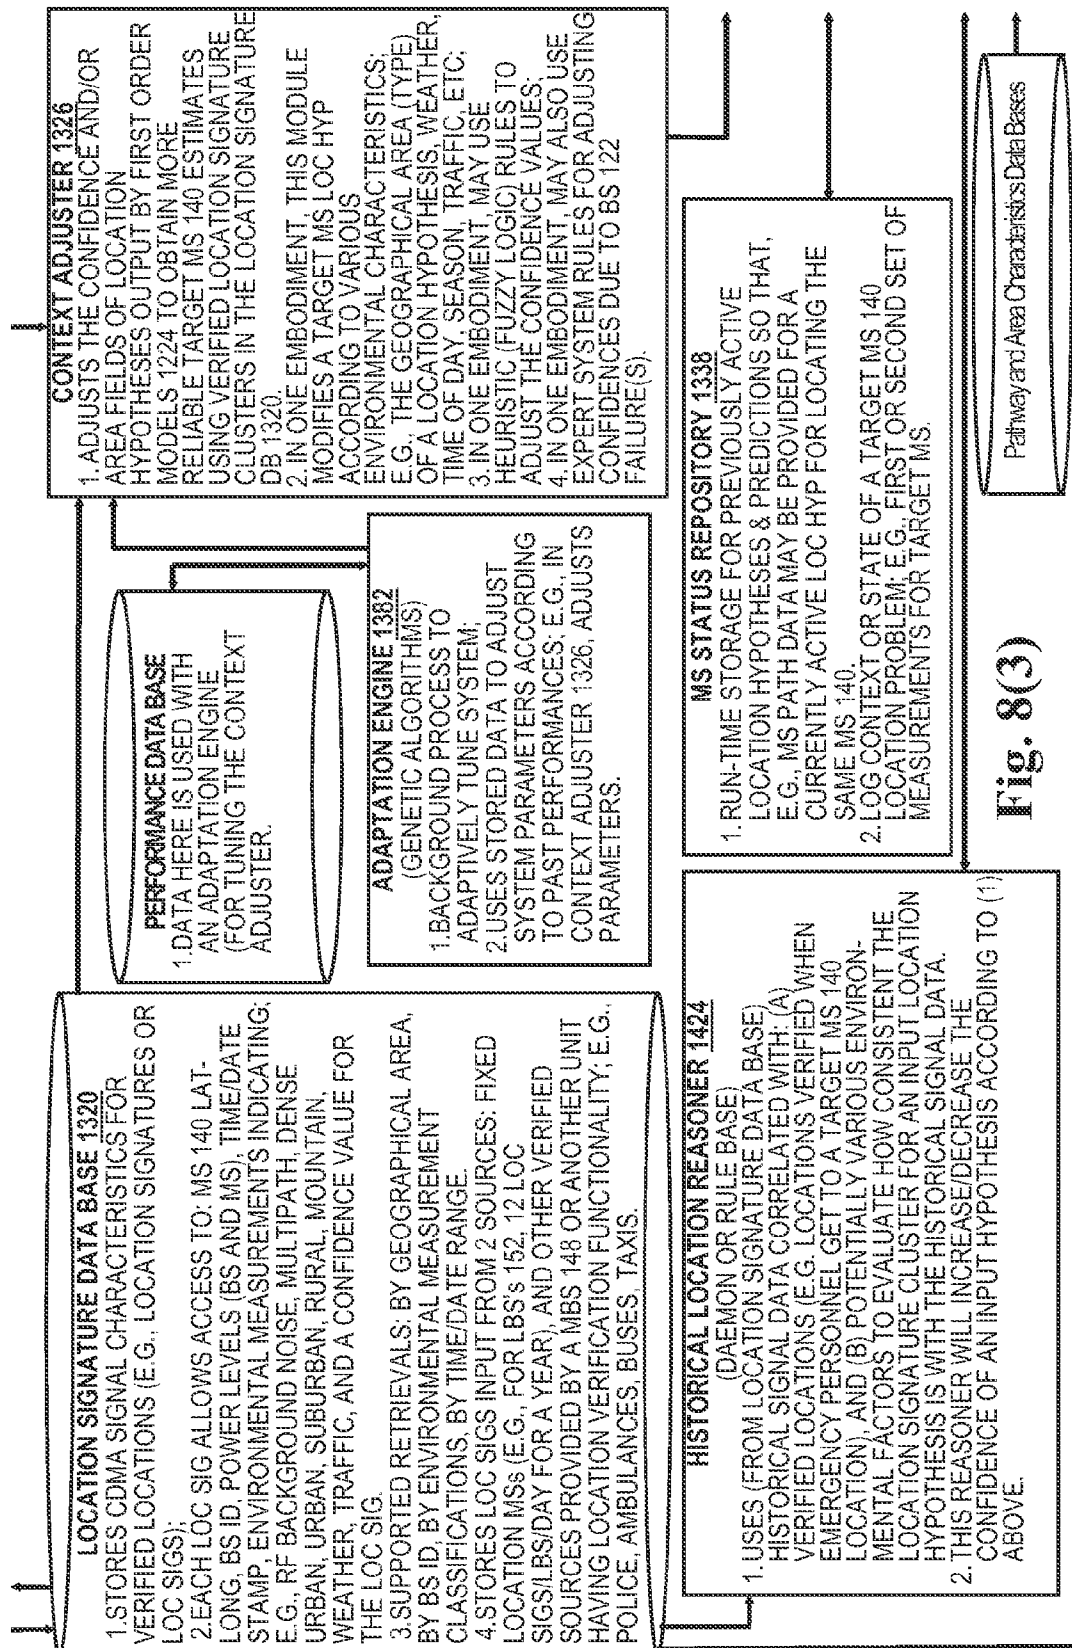 LOCATION SIGNATURE DATA BASE 1320
1.STORES CDMA SIGNAL CHARACTERISTICS FOR
VERIFIED LOCATIONS (E.G., LOCATION SIGNATURES OR
LOC SIGS);
2.EACH LOC SIG ALLOWS ACCESS TO: MS 140 LAT-
LONG, BS ID, POWER LEVELS (BS AND MS), TIME/DATE
STAMP, ENVIRONMENTAL MEASUREMENTS INDICATING;
E.G., RF BACKGROUND NOISE, MULTIPATH, DENSE
URBAN, URBAN, SUBURBAN, RURAL, MOUNTAIN,
WEATHER, TRAFFIC, AND A CONFIDENCE VALUE FOR
THE LOC SIG.
3.SUPPORTED RETRIEVALS: BY GEOGRAPHICAL AREA,
BY BS ID, BY ENVIRONMENTAL MEASUREMENT
CLASSIFICATIONS, BY TIME/DATE RANGE.
4.STORES LOC SIGS INPUT FROM 2 SOURCES: FIXED
LOCATION MSs (E.G., FOR LBS's 152, 12 LOC
SIGS/LBS/DAY FOR A YEAR), AND OTHER VERIFIED
SOURCES PROVIDED BY A MBS 148 OR ANOTHER UNIT
HAVING LOCATION VERIFICATION FUNCTIONALITY; E.G.,
POLICE, AMBULANCES, BUSES, TAXIS.
PERFORMANCE DATA BASE
1.DATA HERE IS USED WITH
AN ADAPTATION ENGINE
(FOR TUNING THE CONTEXT
ADJUSTER.
ADAPTATION ENGINE 1382
(GENETIC ALGORITHMS)
1.BACKGROUND PROCESS TO
ADAPTIVELY TUNE SYSTEM;
2.USES STORED DATA TO ADJUST
SYSTEM PARAMETERS ACCORDING
TO PAST PERFORMANCES; E.G., IN
CONTEXT ADJUSTER 1326, ADJUSTS
PARAMETERS.
CONTEXT ADJUSTER 1326
1. ADJUSTS THE CONFIDENCE AND/OR
AREA FIELDS OF LOCATION
HYPOTHESES OUTPUT BY FIRST ORDER
MODELS 1224 TO OBTAIN MORE
RELIABLE TARGET MS 140 ESTIMATES
USING VERIFIED LOCATION SIGNATURE
CLUSTERS IN THE LOCATION SIGNATURE
DB 1320.
2. IN ONE EMBODIMENT, THIS MODULE
MODIFIES A TARGET MS LOC HYP
ACCORDING TO VARIOUS
ENVIRONMENTAL CHARACTERISTICS;
E.G., THE GEOGRAPHICAL AREA (TYPE)
OF A LOCATION HYPOTHESIS, WEATHER,
TIME OF DAY, SEASON, TRAFFIC, ETC;
3. IN ONE EMBODIMENT, MAY USE
HEURISTIC (FUZZY LOGIC) RULES TO
ADJUST THE CONFIDENCE VALUES;
4. IN ONE EMBODIMENT, MAY ALSO USE
EXPERT SYSTEM RULES FOR ADJUSTING
CONFIDENCES DUE TO BS 122
FAILURE(S).
HISTORICAL LOCATION REASONER 1424
(DAEMON OR RULE BASE)
1. USES (FROM LOCATION SIGNATURE DATA BASE)
HISTORICAL SIGNAL DATA CORRELATED WITH: (A)
VERIFIED LOCATIONS (E.G. LOCATIONS VERIFIED WHEN
EMERGENCY PERSONNEL GET TO A TARGET MS 140
LOCATION), AND (B) POTENTIALLY VARIOUS ENVIRON-
MENTAL FACTORS TO EVALUATE HOW CONSISTENT THE
LOCATION SIGNATURE CLUSTER FOR AN INPUT LOCATION
HYPOTHESIS IS WITH THE HISTORICAL SIGNAL DATA.
2. THIS REASONER WILL INCREASE/DECREASE THE
CONFIDENCE OF AN INPUT HYPOTHESIS ACCORDING TO (1)
ABOVE.
MS STATUS REPOSITORY 1338
1. RUN-TIME STORAGE FOR PREVIOUSLY ACTIVE
LOCATION HYPOTHESES & PREDICTIONS SO THAT,
E.G., MS PATH DATA MAY BE PROVIDED FOR A
CURRENTLY ACTIVE LOC HYP FOR LOCATING THE
SAME MS 140.
2. LOG CONTEXT OR STATE OF A TARGET MS 140
LOCATION PROBLEM; E.G., FIRST OR SECOND SET OF
MEASUREMENTS FOR TARGET MS.
Pathway and Area Characteristics Data Bases
Fig. 8(3)